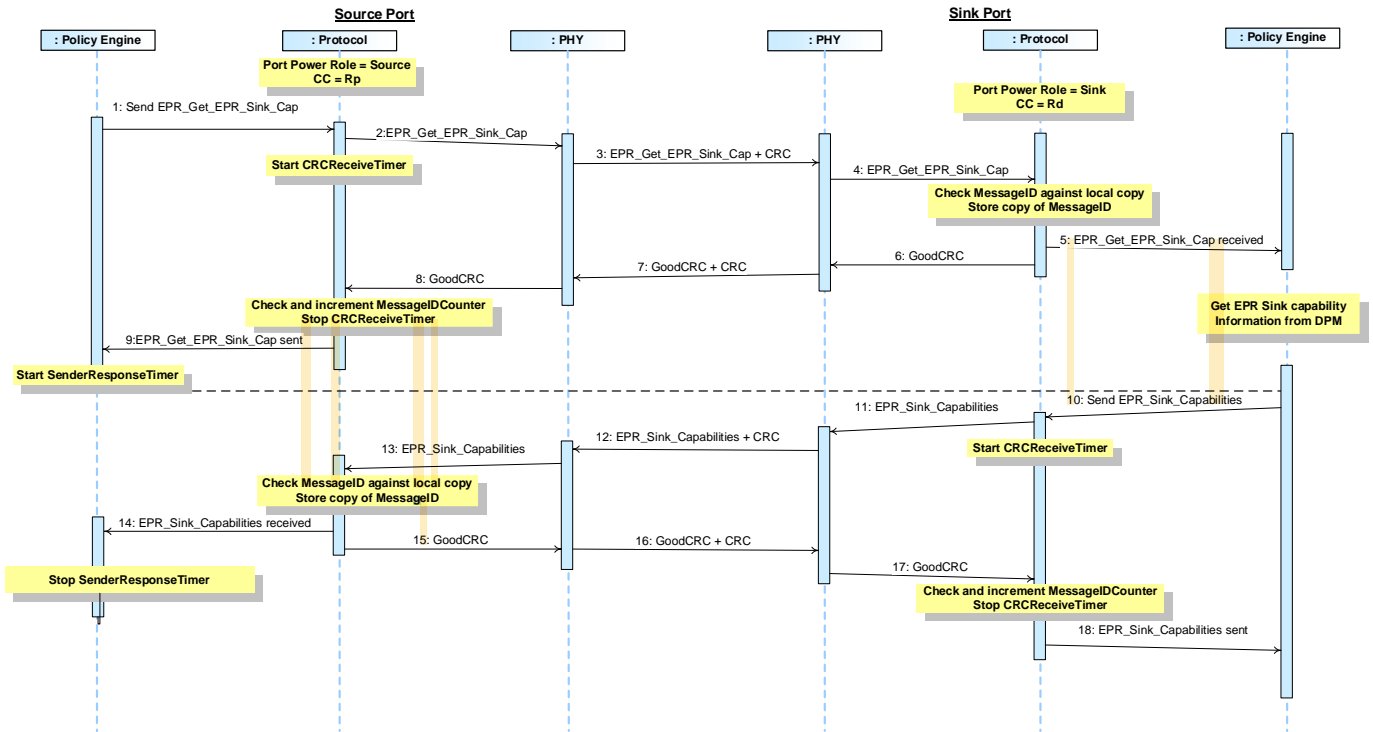 Source Port
Sink Port
: Policy Engine
: Protocol
: PHY
: PHY
: Protocol
: Policy Engine
Port Power Role = Source
CC = Rp
Port Power Role = Sink
CC = Rd
1: Send EPR_Get_EPR_Sink_Cap
2:EPR_Get_EPR_Sink_Cap
Start CRCReceiveTimer
3: EPR_Get_EPR_Sink_Cap + CRC
4: EPR_Get_EPR_Sink_Cap
Check MessageID against local copy
Store copy of MessageID
5: EPR_Get_EPR_Sink_Cap received
6: GoodCRC
7: GoodCRC + CRC
8: GoodCRC
Check and increment MessageIDCounter
Stop CRCReceiveTimer
Get EPR Sink capability
Information from DPM
9:EPR_Get_EPR_Sink_Cap sent
Start SenderResponseTimer
10: Send EPR_Sink_Capabilities
11: EPR_Sink_Capabilities
Start CRCReceiveTimer
12: EPR_Sink_Capabilities + CRC
13: EPR_Sink_Capabilities
Check MessageID against local copy
Store copy of MessageID
14: EPR_Sink_Capabilities received
15: GoodCRC
16: GoodCRC + CRC
17: GoodCRC
Stop SenderResponseTimer
Check and increment MessageIDCounter
Stop CRCReceiveTimer
18: EPR_Sink_Capabilities sent